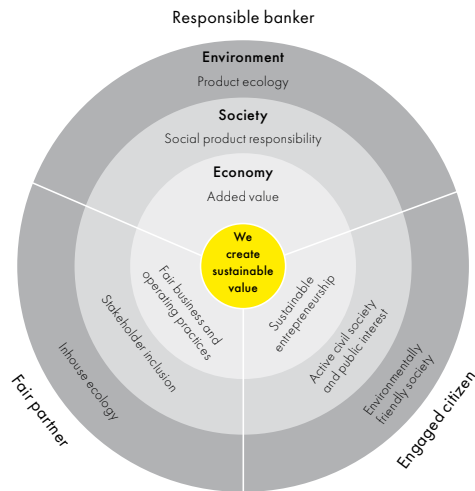 Responsible banker
Environment
Product ecology
Society
Social product responsibility
Economy
Added value
We
create
sustainable
value
Fair business and
operating practices
Stakeholder inclusion
Inhouse ecology
Fair partner
Sustainable
entrepreneurship
Active civil society
and public interest
Environmentally
friendly society
Engaged citizen